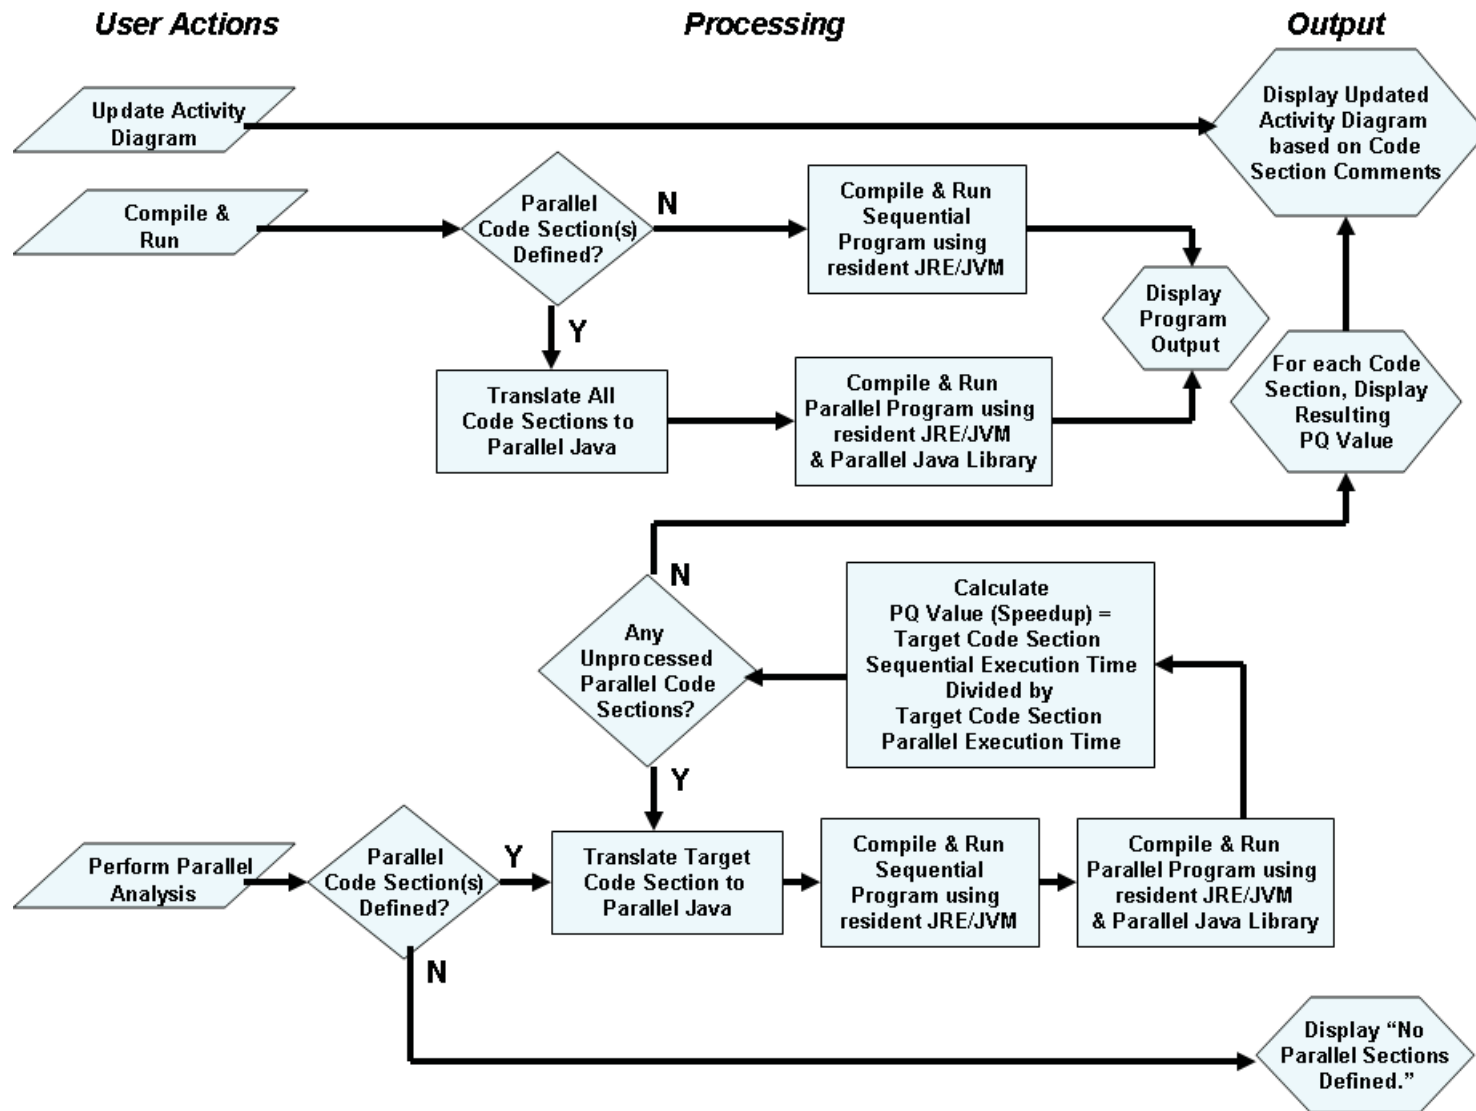 User Actions
Processing
Output
Update Activity
Diagram
Display Updated
Activity Diagram
based on Code
Section Comments
Compile &
Run
Parallel
Code Section(s)
Defined?
N
Compile & Run
Sequential
Program using
resident JRE/JVM
Display
Program
Output
Y
Translate All
Code Sections to
Parallel Java
Compile & Run
Parallel Program using
resident JRE/JVM
& Parallel Java Library
For each Code
Section, Display
Resulting
PQ Value
N
Any
Unprocessed
Parallel Code
Sections?
Calculate
PQ Value (Speedup) =
Target Code Section
Sequential Execution Time
Divided by
Target Code Section
Parallel Execution Time
Y
Perform Parallel
Analysis
Parallel
Code Section(s)
Defined?
Y
Translate Target
Code Section to
Parallel Java
Compile & Run
Sequential
Program using
resident JRE/JVM
Compile & Run
Parallel Program using
resident JRE/JVM
& Parallel Java Library
N
Display “No
Parallel Sections
Defined.”